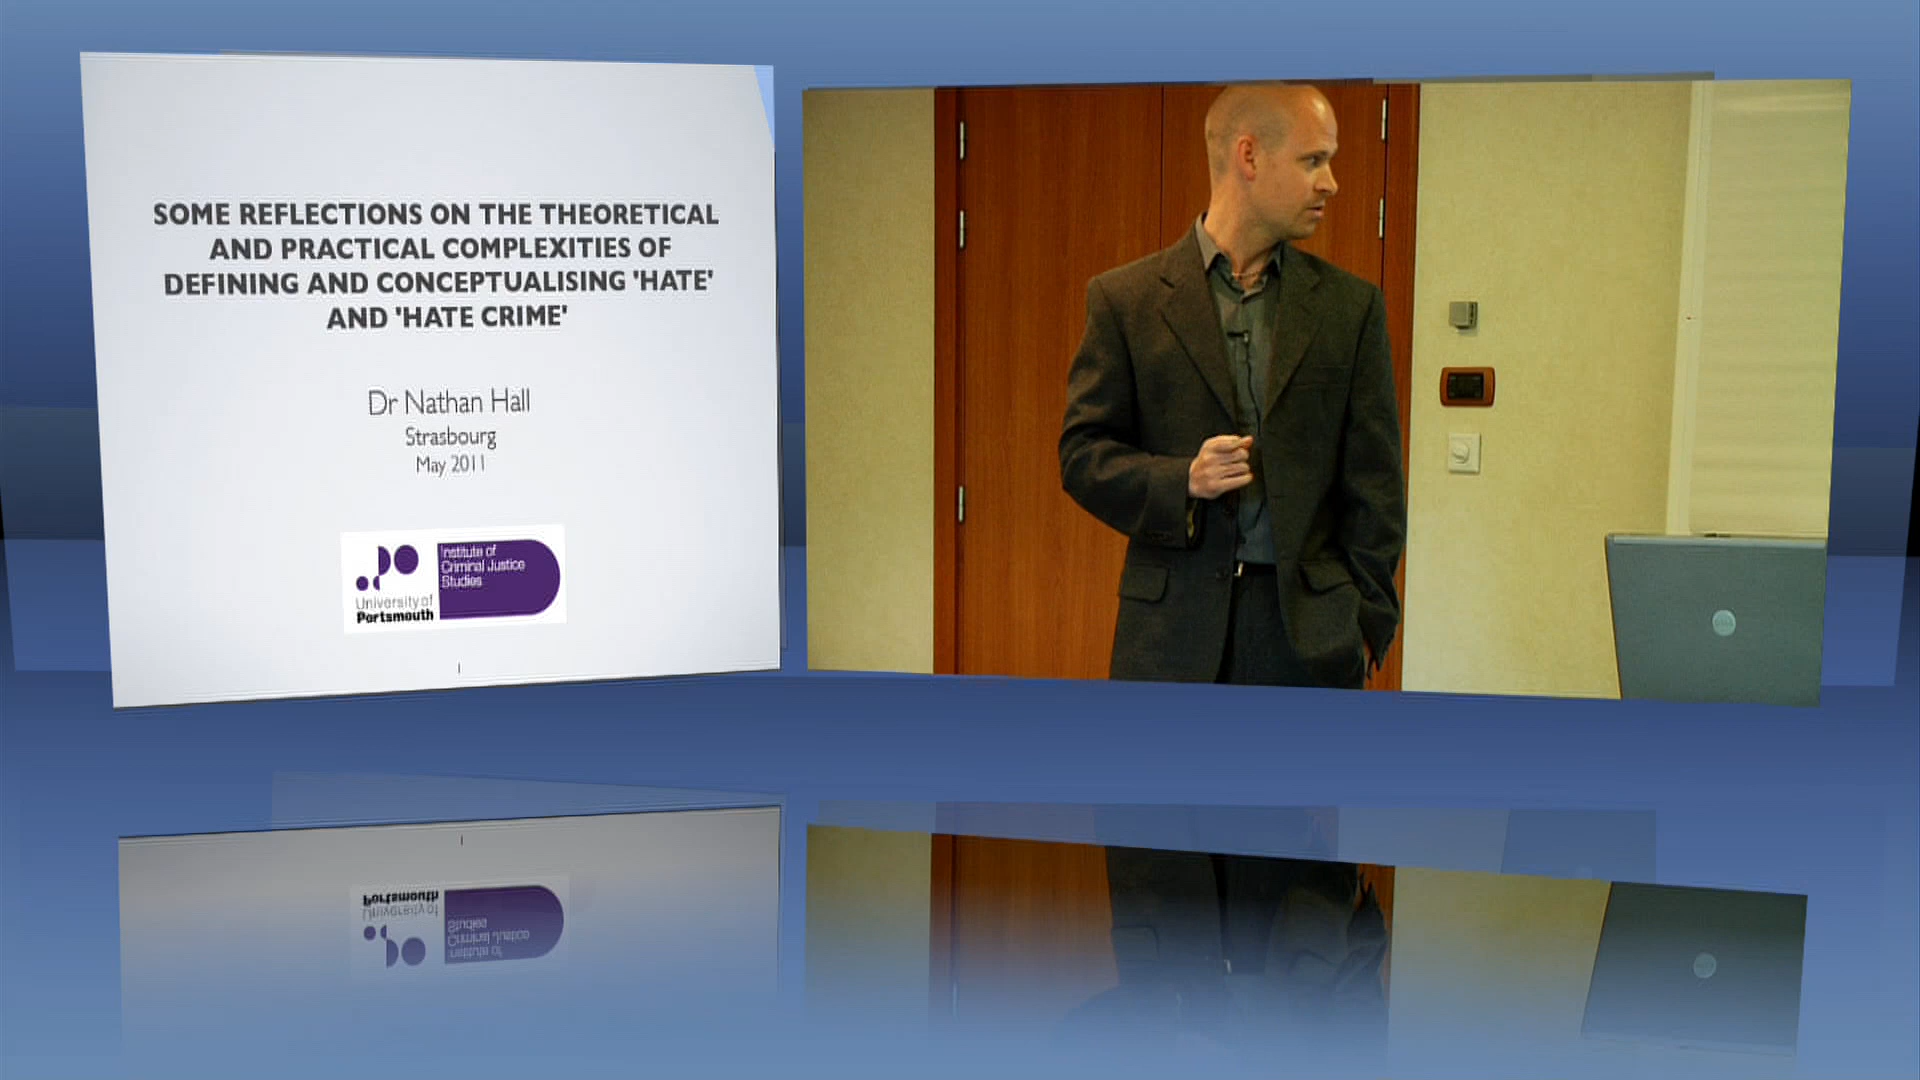 SOME REFLECTIONS ON THE THEORETICAL
AND PRACTICAL COMPLEXITIES OF
DEFINING AND CONCEPTUALISING 'HATE'
AND 'HATE CRIME'
Dr Nathan Hall
Strasbourg
May 2011
Institute of
Criminal Justice
Studies
University of
Portsmouth
1
DELL